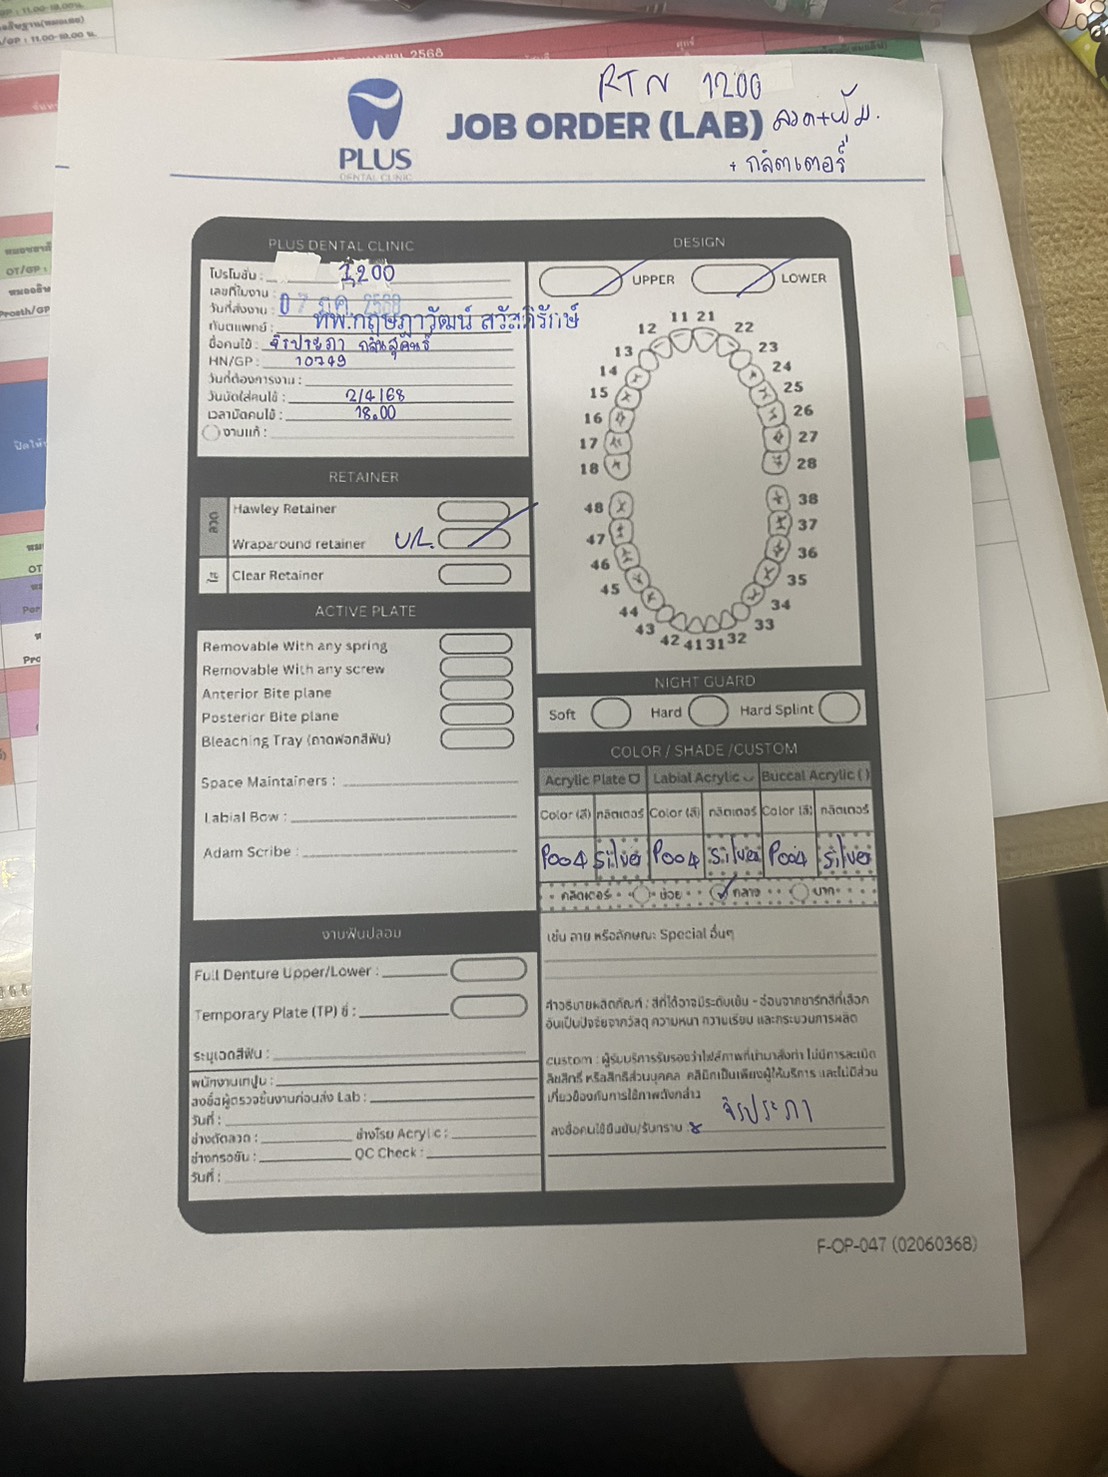 : 11.00-18.00น.
/GP : 11.00-18.00 น.
2568
ศุกร์
RTN 1200
PLUS
DENTAL CLINIC
JOB ORDER (LAB) ลวด+ฟัน.
+ กลิตเตอร์
PLUS DENTAL CLINIC
โปรโมชั่น : 1200
เลขที่ใบงาน :
วันที่ส่งงาน : 07 2568
ทันตแพทย์ : ทพ.กฤษฎาวัฒน์ สวัสดิรักษ์
ชื่อคนไข้ : จิรประภา กลิ่นสุคนธ์
HN/GP : 10749
วันที่ต้องการงาน :
วันนัดใส่คนไข้ : 2/4/68
เวลานัดคนไข้ : 18.00
งานแก้ :
DESIGN
UPPER LOWER
11 21
12 22
13 23
14 24
15 25
16 26
17 27
18 28
48 38
47 37
46 36
45 35
44 34
43 33
42 41 31 32
RETAINER
ลวด
Hawley Retainer
Wraparound retainer U/L.
ใส
Clear Retainer
ACTIVE PLATE
Removable With any spring
Removable With any screw
Anterior Bite plane
Posterior Bite plane
Bleaching Tray (ถาดฟอกสีฟัน)
Space Maintainers :
Labial Bow :
Adam Scribe :
NIGHT GUARD
Soft Hard Hard Splint
COLOR / SHADE /CUSTOM
Acrylic Plate Labial Acrylic Buccal Acrylic ( )
Color (สี) กลิตเตอร์ Color (สี) กลิตเตอร์ Color (สี) กลิตเตอร์
P004 Silver P004 Silver P004 Silver
กลิตเตอร์ น้อย กลาง มาก
เช่น ลาย หรือลักษณะ Special อื่นๆ
คำอธิบายผลิตภัณฑ์ : สีที่ได้อาจมีระดับเข้ม - อ่อนจากชาร์ทสีที่เลือก
อันเป็นปัจจัยจากวัสดุ ความหนา ความเรียบ และกระบวนการผลิต
custom : ผู้รับบริการรับรองว่าไฟล์ภาพที่นำมาสั่งทำ ไม่มีการละเมิด
ลิขสิทธิ์ หรือสิทธิส่วนบุคคล คลินิกเป็นเพียงผู้ให้บริการ และไม่มีส่วน
เกี่ยวข้องกับการใช้ภาพดังกล่าว
จิรประภา
ลงชื่อคนไข้ยืนยัน/รับทราบ x
งานฟันปลอม
Full Denture Upper/Lower :
Temporary Plate (TP) ซี่ :
ระบุเฉดสีฟัน :
พนักงานเทปูน :
ลงชื่อผู้ตรวจชิ้นงานก่อนส่ง Lab :
วันที่ :
ช่างดัดลวด : ช่างโรย Acrylic :
ช่างกรอขัด : QC Check :
วันที่ :
F-OP-047 (02060368)